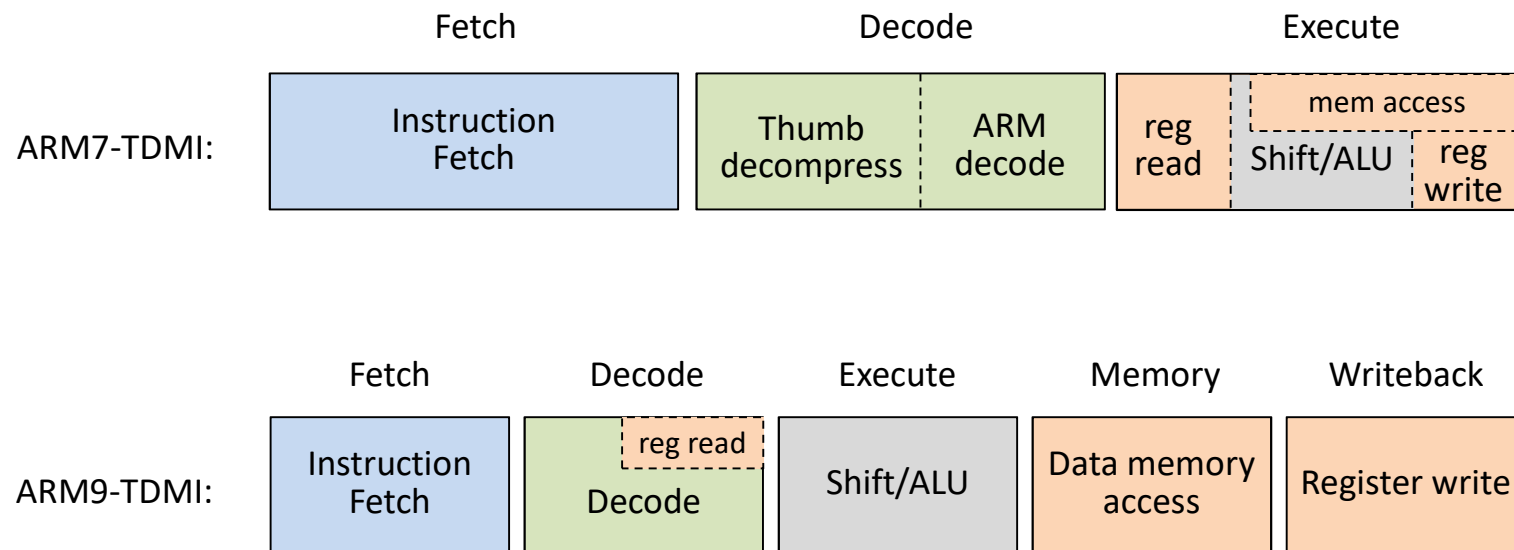 Fetch
Decode
Execute
ARM7-TDMI:
Instruction
Fetch
Thumb
decompress
ARM
decode
reg
read
mem access
Shift/ALU
reg
write
Fetch
Decode
Execute
Memory
Writeback
ARM9-TDMI:
Instruction
Fetch
reg read
Decode
Shift/ALU
Data memory
access
Register write